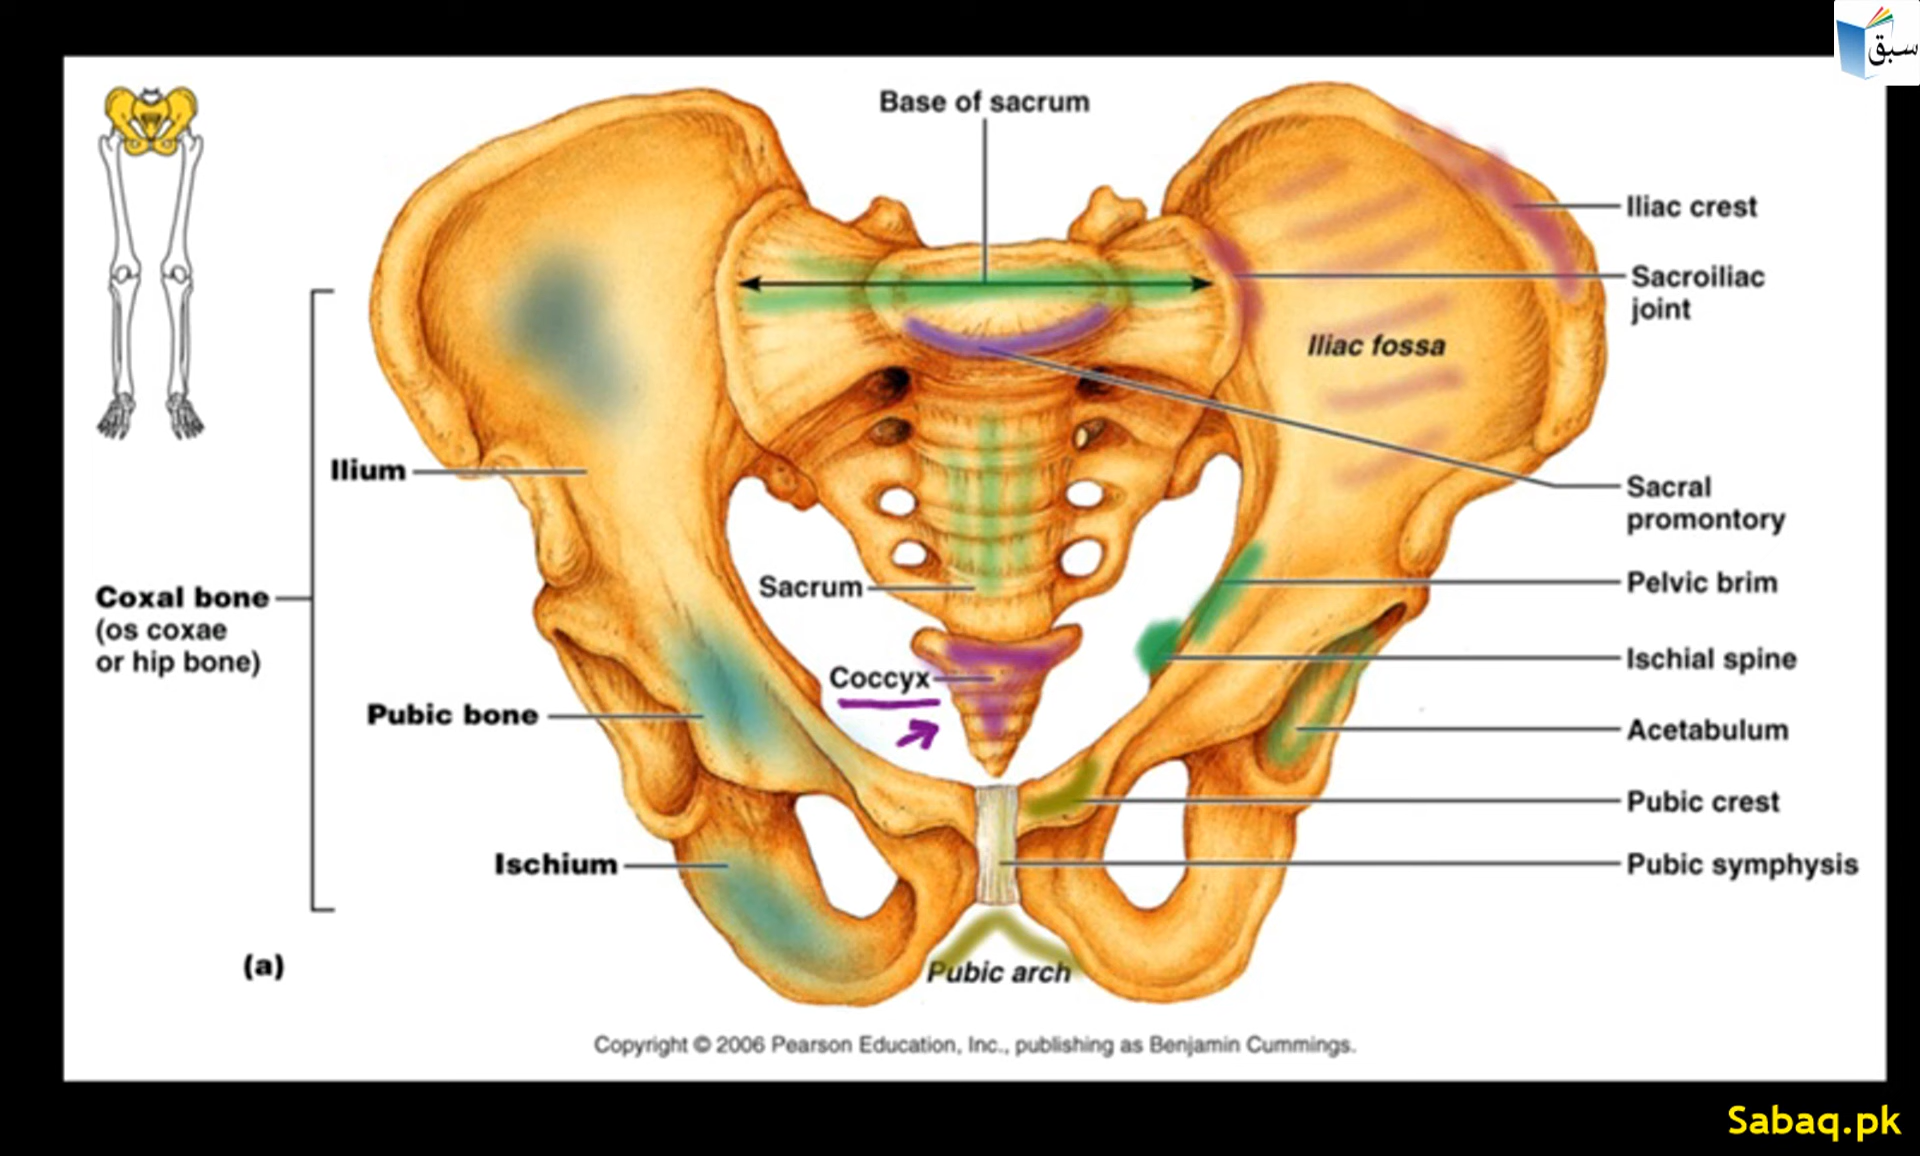 سبق
Base of sacrum
Iliac crest
Sacroiliac
joint
Iliac fossa
Ilium
Sacral
promontory
Coxal bone
(os coxae
or hip bone)
Sacrum
Pelvic brim
Coccyx
Ischial spine
Pubic bone
Acetabulum
Pubic crest
Ischium
Pubic symphysis
(a)
Pubic arch
Copyright © 2006 Pearson Education, Inc., publishing as Benjamin Cummings.
Sabaq.pk